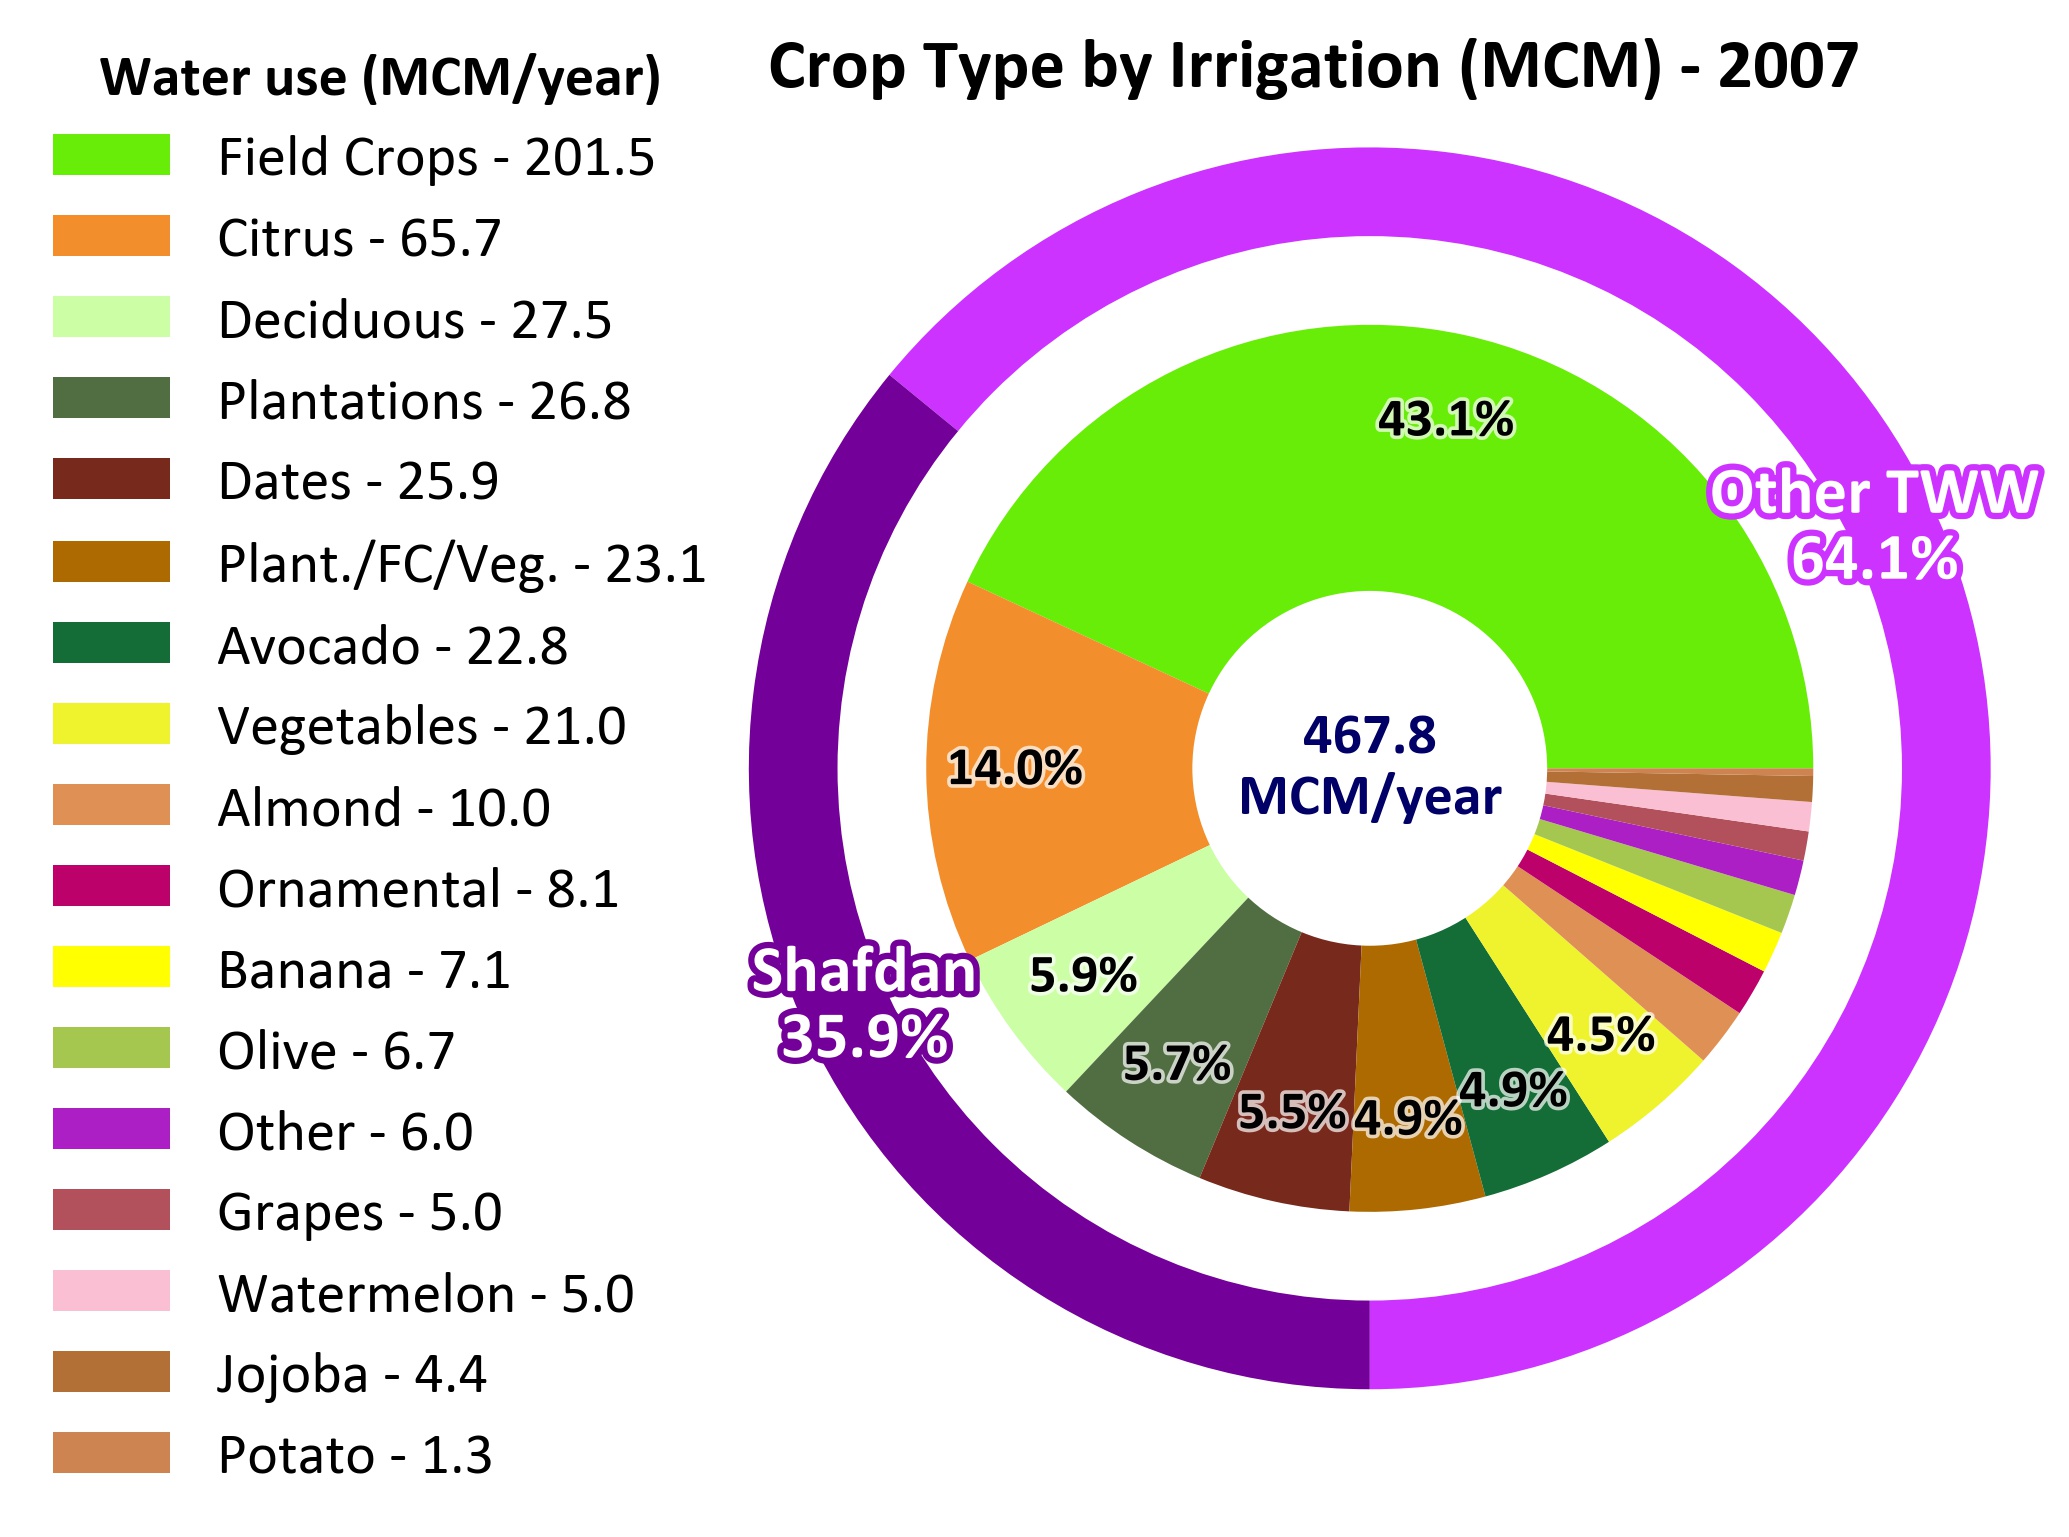 Crop Type by Irrigation (MCM) - 2007
Water use (MCM/year)
Field Crops - 201.5
Citrus - 65.7
Deciduous - 27.5
Plantations - 26.8
Dates - 25.9
Plant./FC/Veg. - 23.1
Avocado - 22.8
Vegetables - 21.0
Almond - 10.0
Ornamental - 8.1
Banana - 7.1
Olive - 6.7
Other - 6.0
Grapes - 5.0
Watermelon - 5.0
Jojoba - 4.4
Potato - 1.3
43.1%
Other TWW
64.1%
14.0%
467.8
MCM/year
Shafdan
35.9%
5.9%
5.7%
5.5%
4.9%
4.9%
4.5%